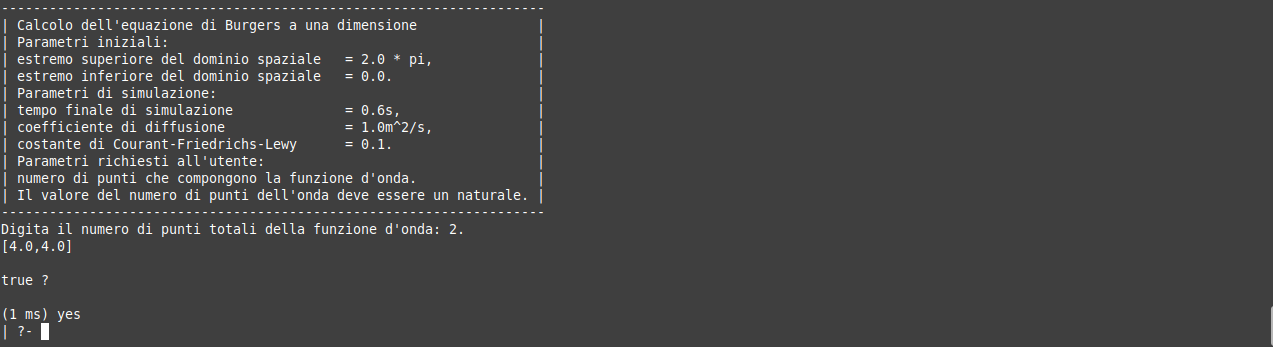 --------------------------------------------------------------------
| Calcolo dell'equazione di Burgers a una dimensione               |
| Parametri iniziali:                                              |
| estremo superiore del dominio spaziale   = 2.0 * pi,             |
| estremo inferiore del dominio spaziale   = 0.0.                  |
| Parametri di simulazione:                                        |
| tempo finale di simulazione              = 0.6s,                 |
| coefficiente di diffusione               = 1.0m^2/s,             |
| costante di Courant-Friedrichs-Lewy      = 0.1.                  |
| Parametri richiesti all'utente:                                  |
| numero di punti che compongono la funzione d'onda.               |
| Il valore del numero di punti dell'onda deve essere un naturale. |
--------------------------------------------------------------------
Digita il numero di punti totali della funzione d'onda: 2.
[4.0,4.0]
true ?
(1 ms) yes
| ?-